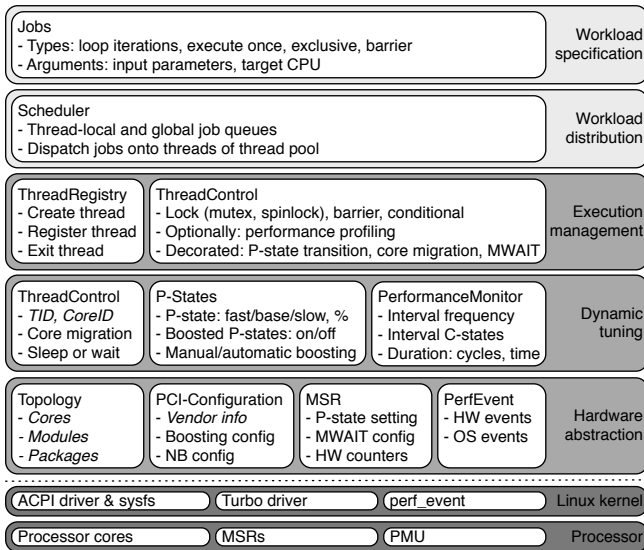 Jobs
- Types: loop iterations, execute once, exclusive, barrier
- Arguments: input parameters, target CPU
Workload
specification
Scheduler
- Thread-local and global job queues
- Dispatch jobs onto threads of thread pool
Workload
distribution
ThreadRegistry
- Create thread
- Register thread
- Exit thread
ThreadControl
- Lock (mutex, spinlock), barrier, conditional
- Optionally: performance profiling
- Decorated: P-state transition, core migration, MWAIT
Execution
management
ThreadControl
- TID, CoreID
- Core migration
- Sleep or wait
P-States
- P-state: fast/base/slow, %
- Boosted P-states: on/off
- Manual/automatic boosting
PerformanceMonitor
- Interval frequency
- Interval C-states
- Duration: cycles, time
Dynamic
tuning
Topology
- Cores
- Modules
- Packages
PCI-Configuration
- Vendor info
- Boosting config
- NB config
MSR
- P-state setting
- MWAIT config
- HW counters
PerfEvent
- HW events
- OS events
Hardware
abstraction
ACPI driver & sysfs
Turbo driver
perf_event
Linux kernel
Processor cores
MSRs
PMU
Processor